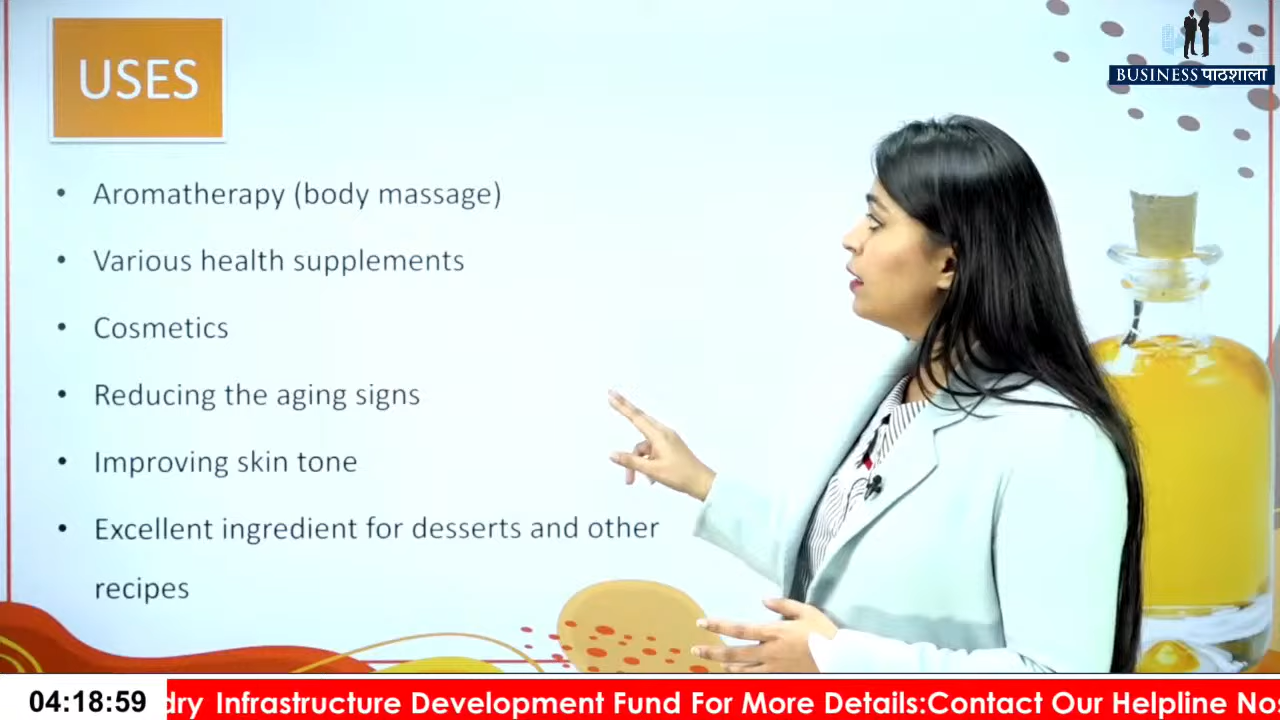 USES
BUSINESS पाठशाला
• Aromatherapy (body massage)
• Various health supplements
• Cosmetics
• Reducing the aging signs
• Improving skin tone
• Excellent ingredient for desserts and other
recipes
04:18:59
Infrastructure Development Fund For More Details:Contact Our Helpline